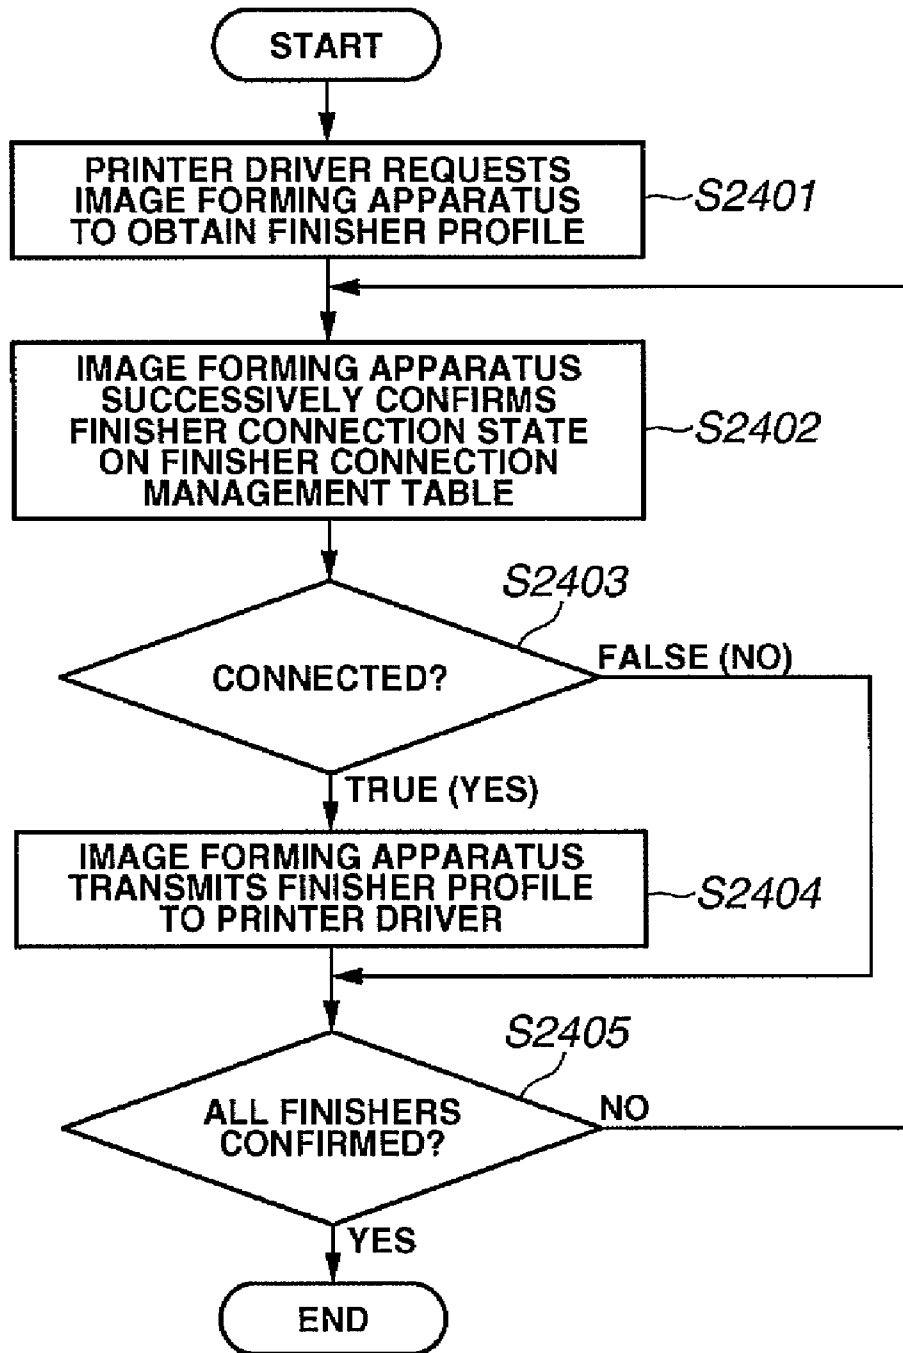 START
PRINTER DRIVER REQUESTS
IMAGE FORMING APPARATUS
TO OBTAIN FINISHER PROFILE
S2401
IMAGE FORMING APPARATUS
SUCCESSIVELY CONFIRMS
FINISHER CONNECTION STATE
ON FINISHER CONNECTION
MANAGEMENT TABLE
S2402
S2403
CONNECTED?
FALSE (NO)
TRUE (YES)
IMAGE FORMING APPARATUS
TRANSMITS FINISHER PROFILE
TO PRINTER DRIVER
S2404
S2405
ALL FINISHERS
CONFIRMED?
NO
YES
END